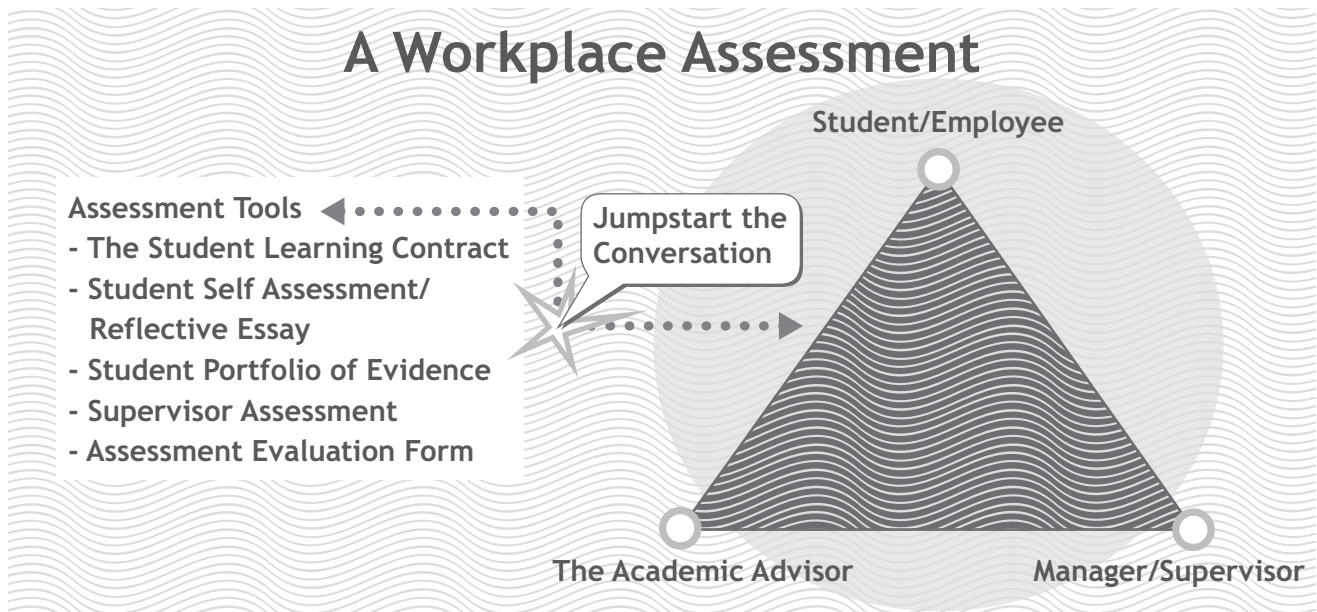 A Workplace Assessment
Assessment Tools
- The Student Learning Contract
- Student Self Assessment/
Reflective Essay
- Student Portfolio of Evidence
- Supervisor Assessment
- Assessment Evaluation Form
Jumpstart the
Conversation
Student/Employee
The Academic Advisor
Manager/Supervisor